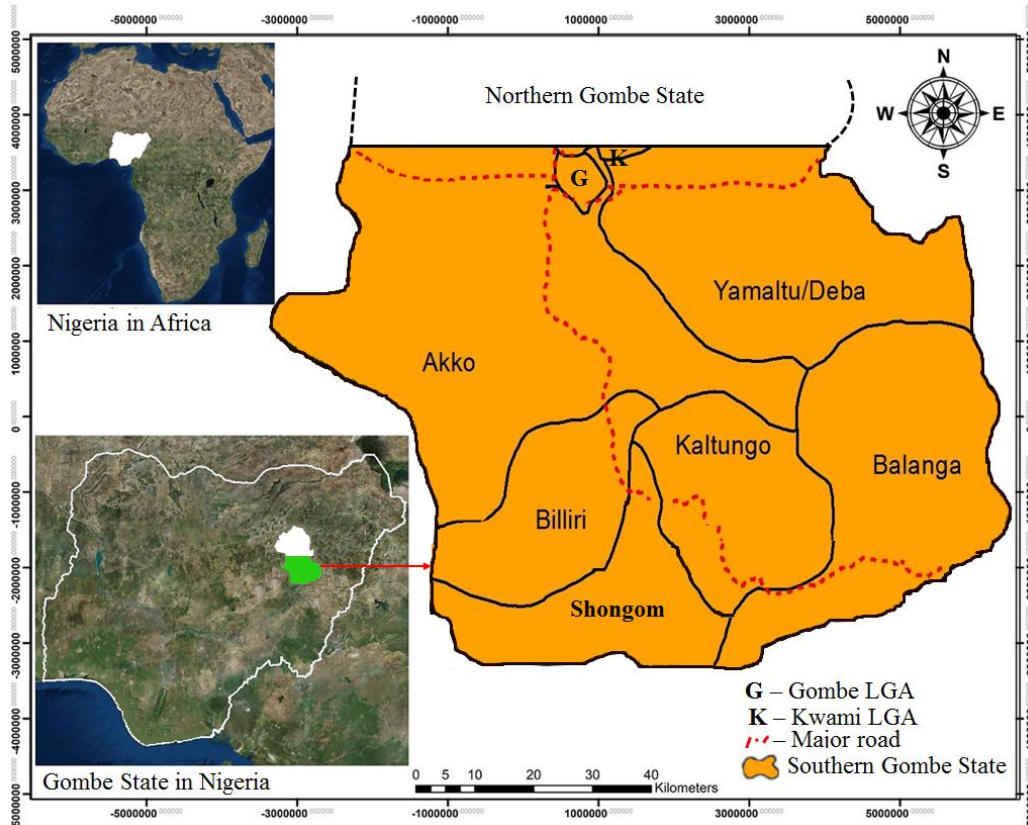 -5000000 -3000000 -1000000 1000000 3000000 5000000
5000000
4000000
3000000
2000000
1000000
0
-1000000
-2000000
-3000000
-4000000
5000000
Northern Gombe State
N
W
E
S
K
G
Nigeria in Africa
Yamaltu/Deba
Akko
Kaltungo
Balanga
Billiri
Shongom
Gombe State in Nigeria
G – Gombe LGA
K – Kwami LGA
– Major road
Southern Gombe State
0 5 10 20 30 40
Kilometers
-5000000 -3000000 -1000000 1000000 3000000 5000000